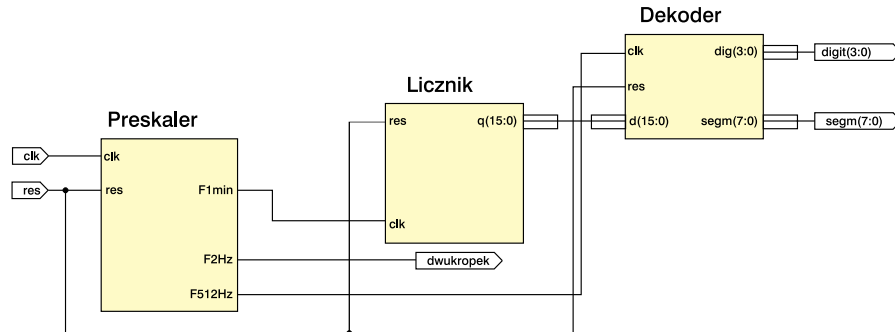 Dekoder
clk
dig(3:0)
digit(3:0)
res
d(15:0)
segm(7:0)
segm(7:0)
Licznik
res
q(15:0)
clk
Preskaler
clk
clk
res
res
F1min
F2Hz
dwukropek
F512Hz